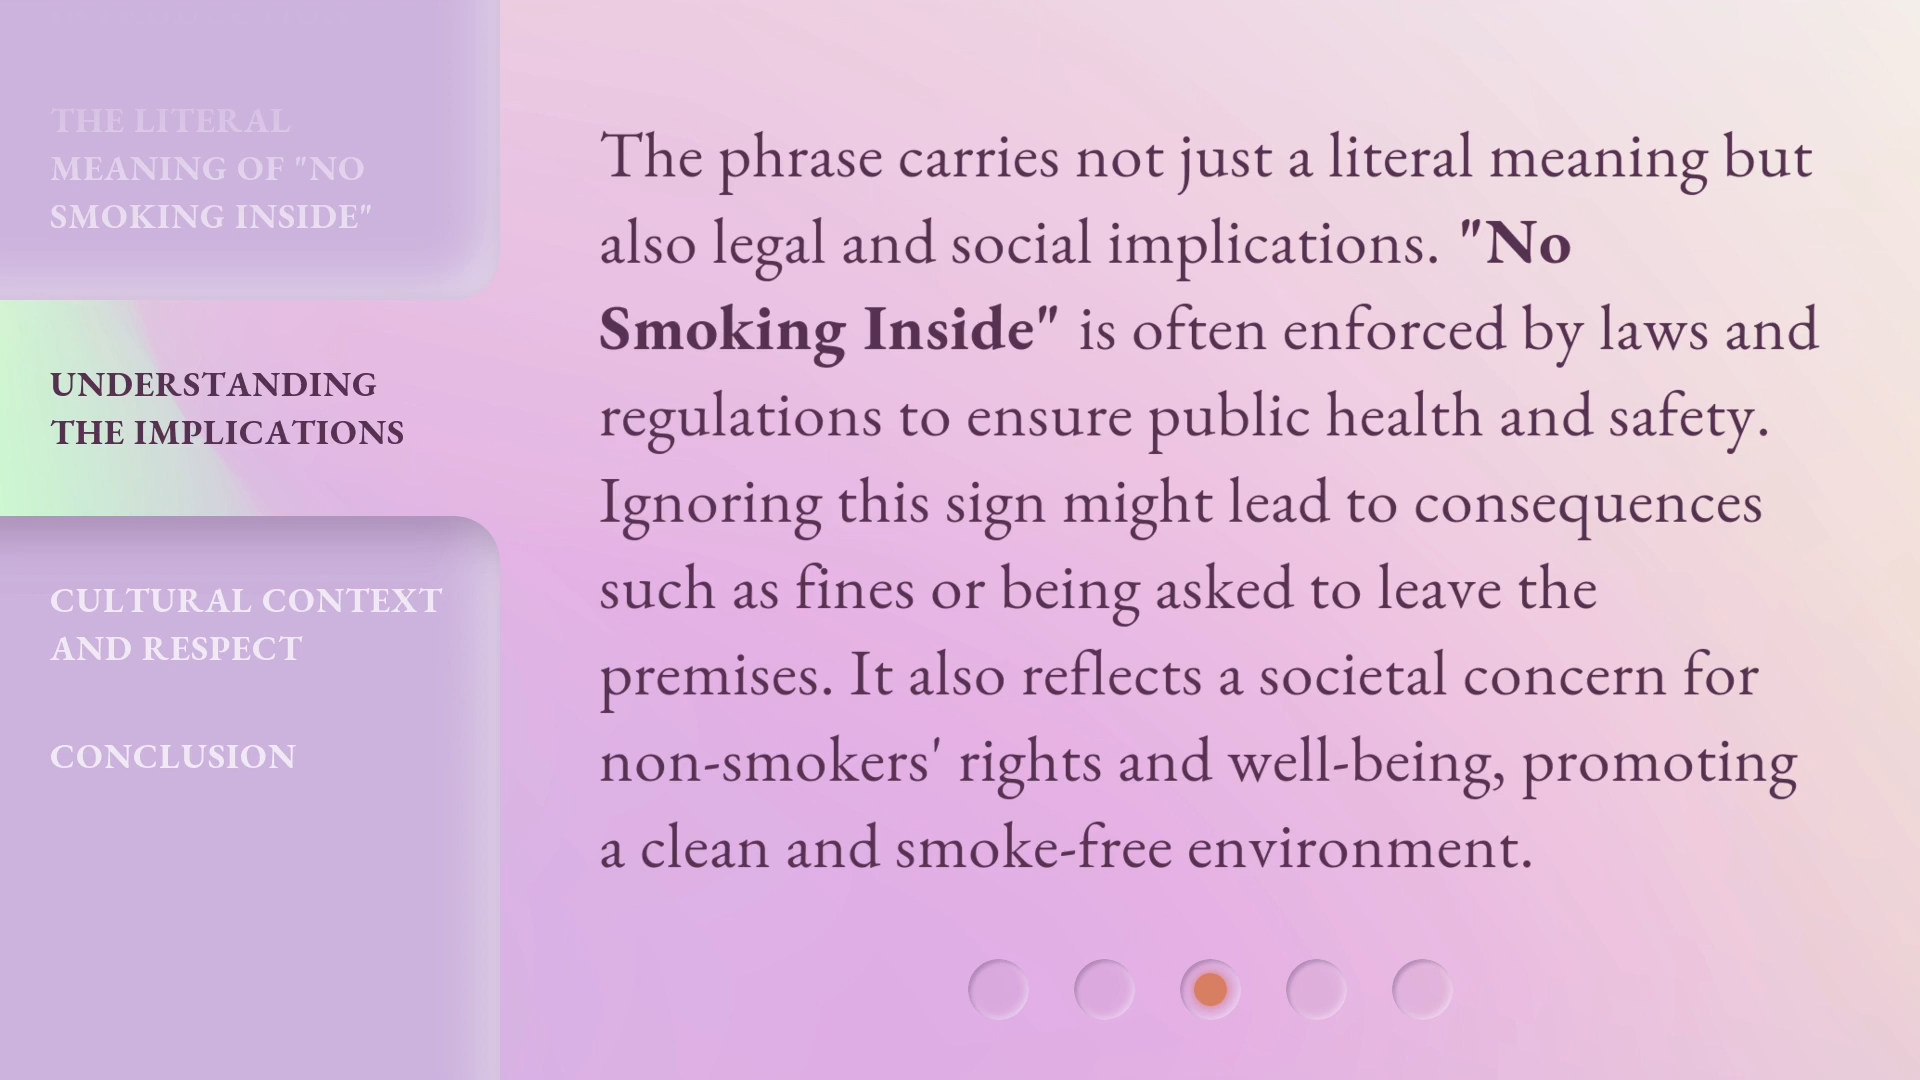 THE LITERAL
MEANING OF "NO
SMOKING INSIDE"
UNDERSTANDING
THE IMPLICATIONS
CULTURAL CONTEXT
AND RESPECT
CONCLUSION
The phrase carries not just a literal meaning but
also legal and social implications. "No
Smoking Inside" is often enforced by laws and
regulations to ensure public health and safety.
Ignoring this sign might lead to consequences
such as fines or being asked to leave the
premises. It also reflects a societal concern for
non-smokers' rights and well-being, promoting
a clean and smoke-free environment.